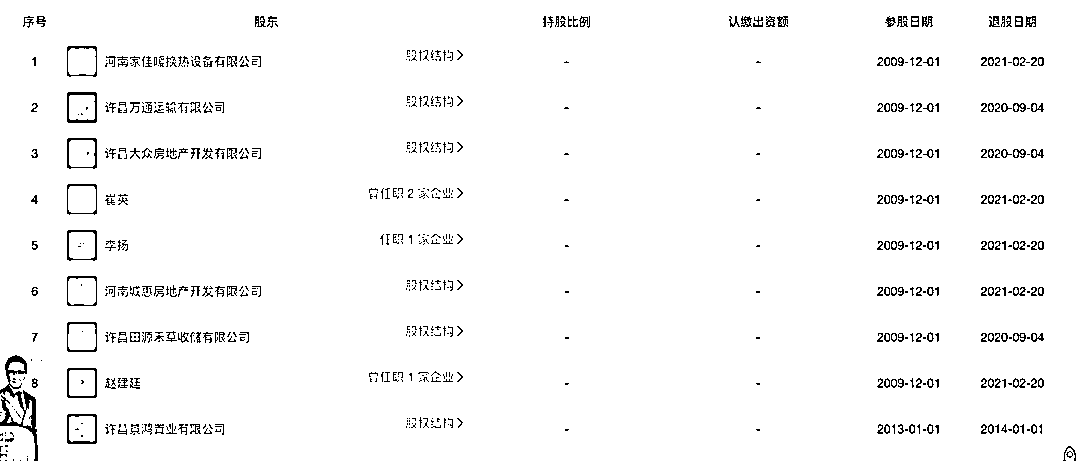 序号 股东 持股比例 认缴出资额 参股日期 退股日期
1 河南家佳暖换热设备有限公司 股权结构> - - 2009-12-01 2021-02-20
2 许昌万通运输有限公司 股权结构> - - 2009-12-01 2020-09-04
3 许昌大众房地产开发有限公司 股权结构> - - 2009-12-01 2020-09-04
4 崔英 曾任职 2 家企业> - - 2009-12-01 2021-02-20
5 李扬 任职 1 家企业> - - 2009-12-01 2021-02-20
6 河南城惠房地产开发有限公司 股权结构> - - 2009-12-01 2021-02-20
7 许昌田源禾草收储有限公司 股权结构> - - 2009-12-01 2020-09-04
8 赵建廷 曾任职 1 家企业> - - 2009-12-01 2021-02-20
9 许昌景鸿置业有限公司 股权结构> - - 2013-01-01 2014-01-01